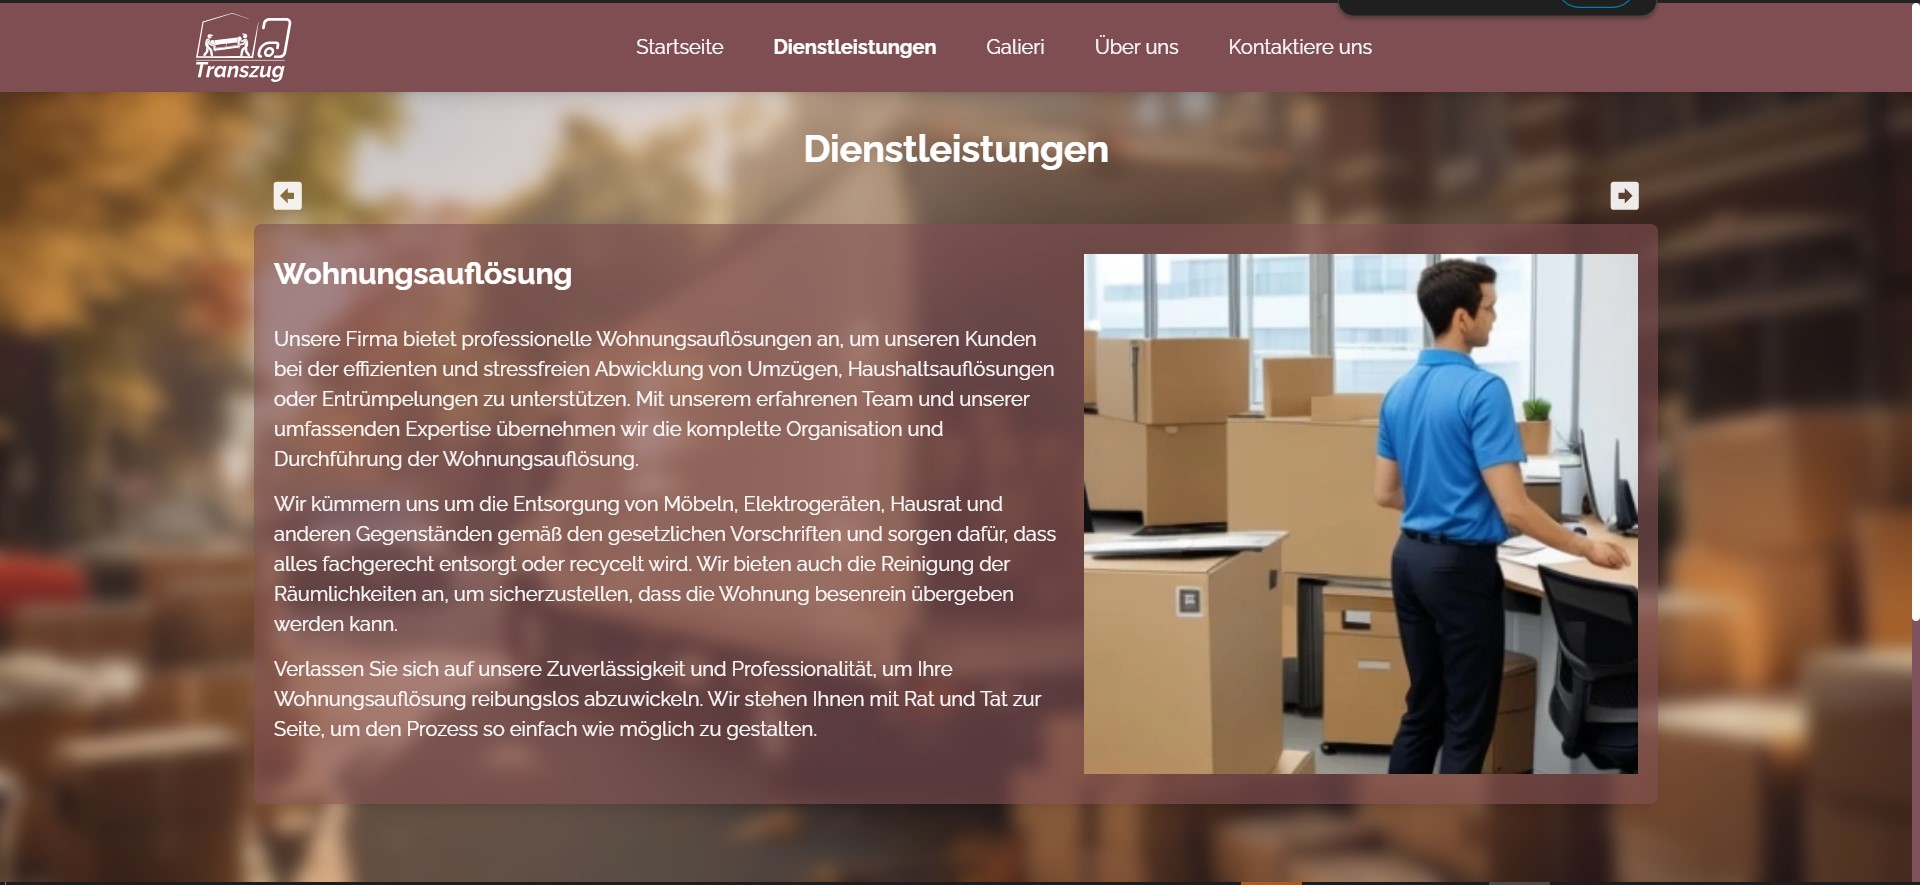 Transzug
Startseite Dienstleistungen Galieri Über uns Kontaktiere uns
Dienstleistungen
Wohnungsauflösung
Unsere Firma bietet professionelle Wohnungsauflösungen an, um unseren Kunden
bei der effizienten und stressfreien Abwicklung von Umzügen, Haushaltsauflösungen
oder Entrümpelungen zu unterstützen. Mit unserem erfahrenen Team und unserer
umfassenden Expertise übernehmen wir die komplette Organisation und
Durchführung der Wohnungsauflösung.
Wir kümmern uns um die Entsorgung von Möbeln, Elektrogeräten, Hausrat und
anderen Gegenständen gemäß den gesetzlichen Vorschriften und sorgen dafür, dass
alles fachgerecht entsorgt oder recycelt wird. Wir bieten auch die Reinigung der
Räumlichkeiten an, um sicherzustellen, dass die Wohnung besenrein übergeben
werden kann.
Verlassen Sie sich auf unsere Zuverlässigkeit und Professionalität, um Ihre
Wohnungsauflösung reibungslos abzuwickeln. Wir stehen Ihnen mit Rat und Tat zur
Seite, um den Prozess so einfach wie möglich zu gestalten.